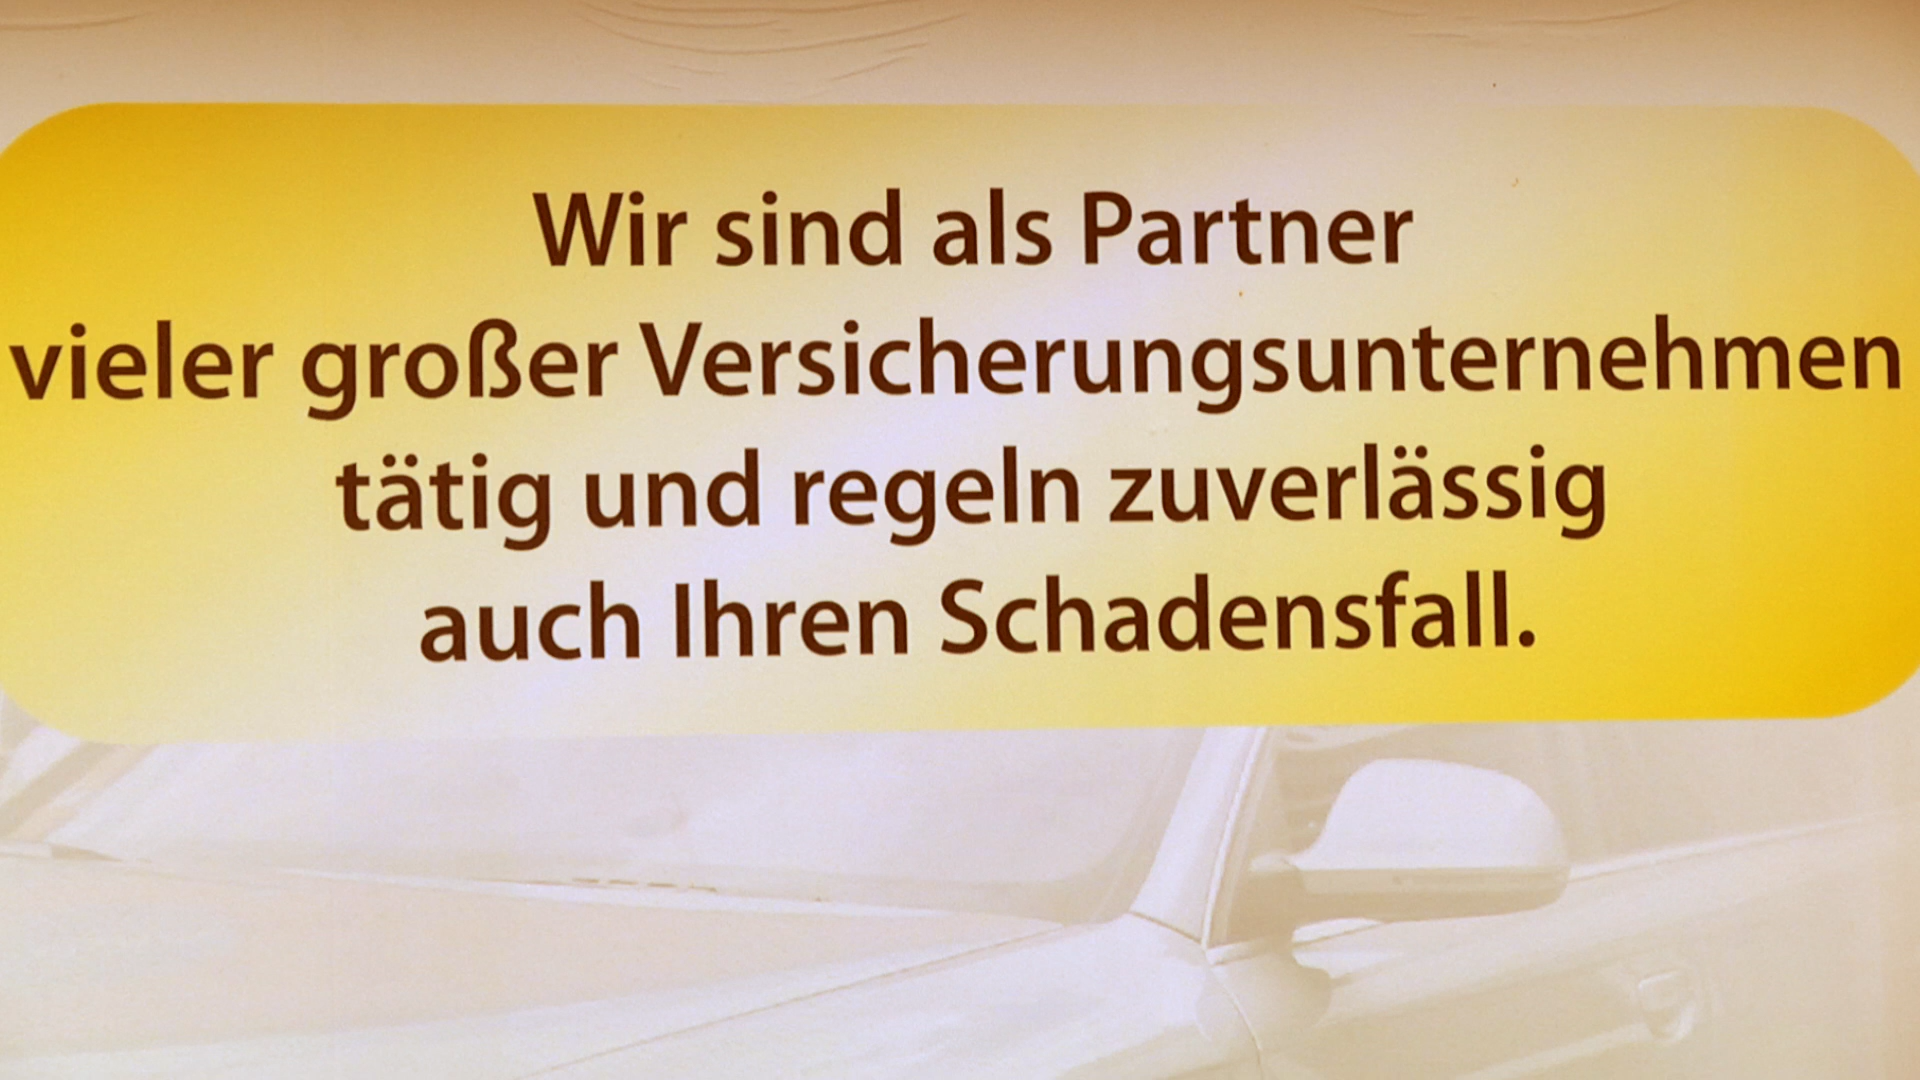 Wir sind als Partner
vieler großer Versicherungsunternehmen
tätig und regeln zuverlässig
auch Ihren Schadensfall.